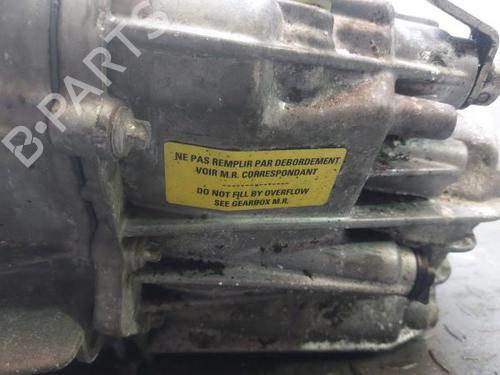 B-PARTS
NE PAS REMPLIR PAR DEBORDEMENT
VOIR M.R. CORRESPONDANT
DO NOT FILL BY OVERFLOW
SEE GEARBOX M.R.